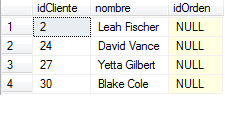 idCliente nombre idOrden
1 2 Leah Fischer NULL
2 24 David Vance NULL
3 27 Yetta Gilbert NULL
4 30 Blake Cole NULL